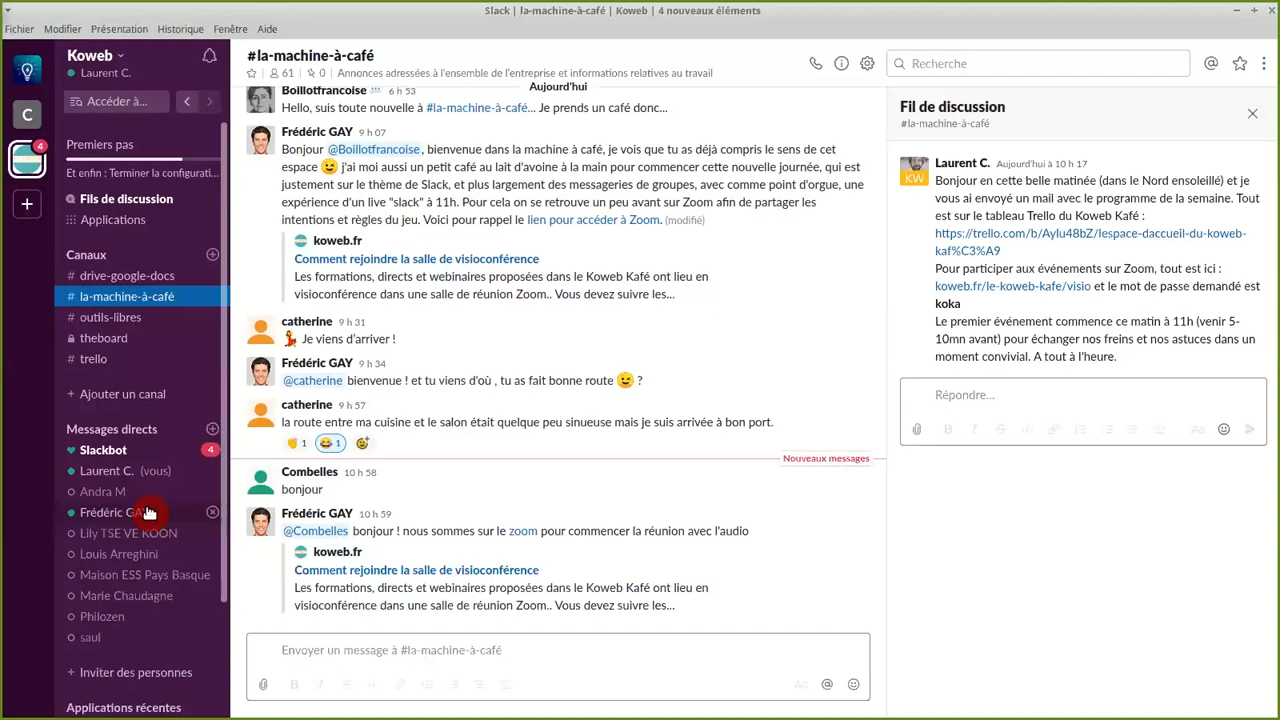 Slack | la-machine-à-café | Koweb | 4 nouveaux éléments
Fichier Modifier Présentation Historique Fenêtre Aide
Koweb
Laurent C.
Accéder à...
C
4
Premiers pas
Et enfin : Terminer la configurati...
Fils de discussion
Applications
Canaux
# drive-google-docs
# la-machine-à-café
# outils-libres
theboard
# trello
+ Ajouter un canal
Messages directs
Slackbot 4
Laurent C. (vous)
Andra M
Frédéric GAY
Lily TSE VE KOON
Louis Arreghini
Maison ESS Pays Basque
Marie Chaudagne
Philozen
saul
+ Inviter des personnes
Applications récentes
#la-machine-à-café
61 | 0 | Annonces adressées à l'ensemble de l'entreprise et informations relatives au travail
Recherche
Aujourd'hui
Boillotfrancoise 6 h 53
Hello, suis toute nouvelle à #la-machine-à-café... Je prends un café donc...
Frédéric GAY 9 h 07
Bonjour @Boillotfrancoise, bienvenue dans la machine à café, je vois que tu as déjà compris le sens de cet
espace 😉 j'ai moi aussi un petit café au lait d'avoine à la main pour commencer cette nouvelle journée, qui est
justement sur le thème de Slack, et plus largement des messageries de groupes, avec comme point d'orgue, une
expérience d'un live "slack" à 11h. Pour cela on se retrouve un peu avant sur Zoom afin de partager les
intentions et règles du jeu. Voici pour rappel le lien pour accéder à Zoom. (modifié)
koweb.fr
Comment rejoindre la salle de visioconférence
Les formations, directs et webinaires proposées dans le Koweb Kafé ont lieu en
visioconférence dans une salle de réunion Zoom.. Vous devez suivre les...
catherine 9 h 31
💃 Je viens d'arriver !
Frédéric GAY 9 h 34
@catherine bienvenue ! et tu viens d'où , tu as fait bonne route 😉 ?
catherine 9 h 57
la route entre ma cuisine et le salon était quelque peu sinueuse mais je suis arrivée à bon port.
1 1
Nouveaux messages
Combelles 10 h 58
bonjour
Frédéric GAY 10 h 59
@Combelles bonjour ! nous sommes sur le zoom pour commencer la réunion avec l'audio
koweb.fr
Comment rejoindre la salle de visioconférence
Les formations, directs et webinaires proposées dans le Koweb Kafé ont lieu en
visioconférence dans une salle de réunion Zoom.. Vous devez suivre les...
Envoyer un message à #la-machine-à-café
Aa
Fil de discussion
#la-machine-à-café
KW
Laurent C. Aujourd'hui à 10 h 17
Bonjour en cette belle matinée (dans le Nord ensoleillé) et je
vous ai envoyé un mail avec le programme de la semaine. Tout
est sur le tableau Trello du Koweb Kafé :
https://trello.com/b/Aylu48bZ/lespace-daccueil-du-koweb-
kaf%C3%A9
Pour participer aux événements sur Zoom, tout est ici :
koweb.fr/le-koweb-kafe/visio et le mot de passe demandé est
koka
Le premier événement commence ce matin à 11h (venir 5-
10mn avant) pour échanger nos freins et nos astuces dans un
moment convivial. A tout à l'heure.
Répondre...
Aa